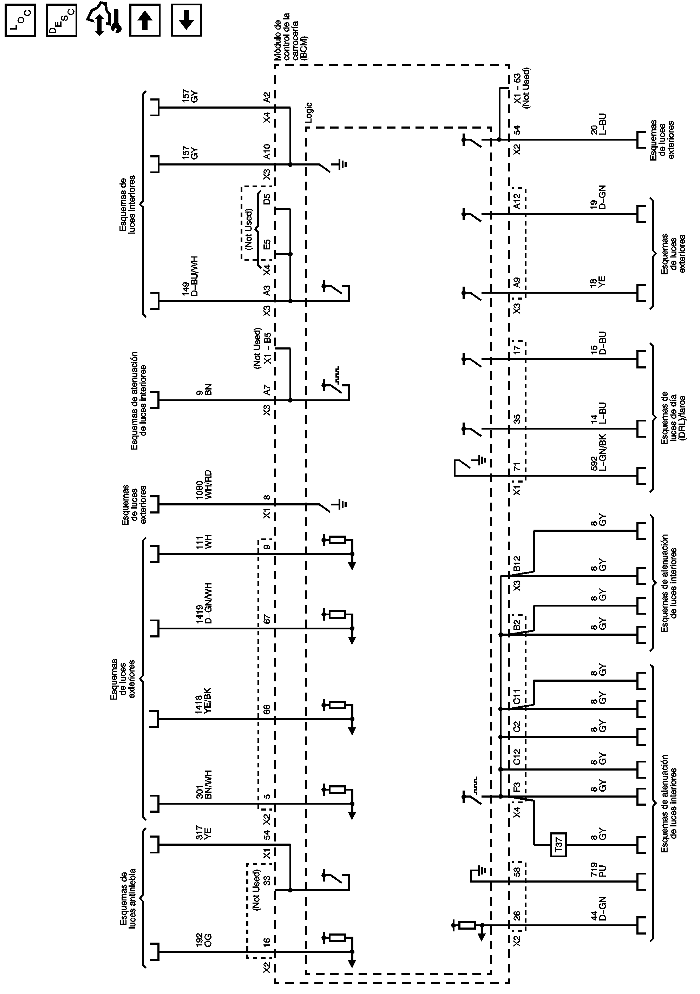 LOC
DESC
Módulo de
control de la
carrocería
(BCM)
Logic
Esquemas de
luces interiores
157
GY
A2
X4
157
GY
A10
X3
D5
(Not Used)
E5
X4
149
D-BU/WH
A3
X3
(Not Used)
X1 - B5
Esquemas de atenuación
de luces interiores
9
BN
A7
X3
Esquemas
de luces
exteriores
1080
WH/RD
8
X1
Esquemas
de luces
exteriores
111
WH
9
1419
D-GN/WH
67
1418
YE/BK
66
301
BN/WH
5
X2
Esquemas de
luces antiniebla
317
YE
54
X1
(Not Used)
33
192
OG
16
X2
X1 - 63
(Not Used)
54
X2
20
L-BU
Esquemas
de luces
exteriores
A12
19
D-GN
A9
X3
18
YE
Esquemas
de luces
exteriores
17
15
D-BU
35
14
L-BU
71
X1
592
L-GN/BK
Esquemas de
luces de día
(DRL)/faros
8
GY
B12
X3
8
GY
8
GY
B2
8
GY
Esquemas de atenuación
de luces interiores
8
GY
C11
8
GY
C2
8
GY
C12
8
GY
F3
X4
8
GY
T37
8
GY
58
719
PU
26
X2
44
D-GN
Esquemas de atenuación
de luces interiores